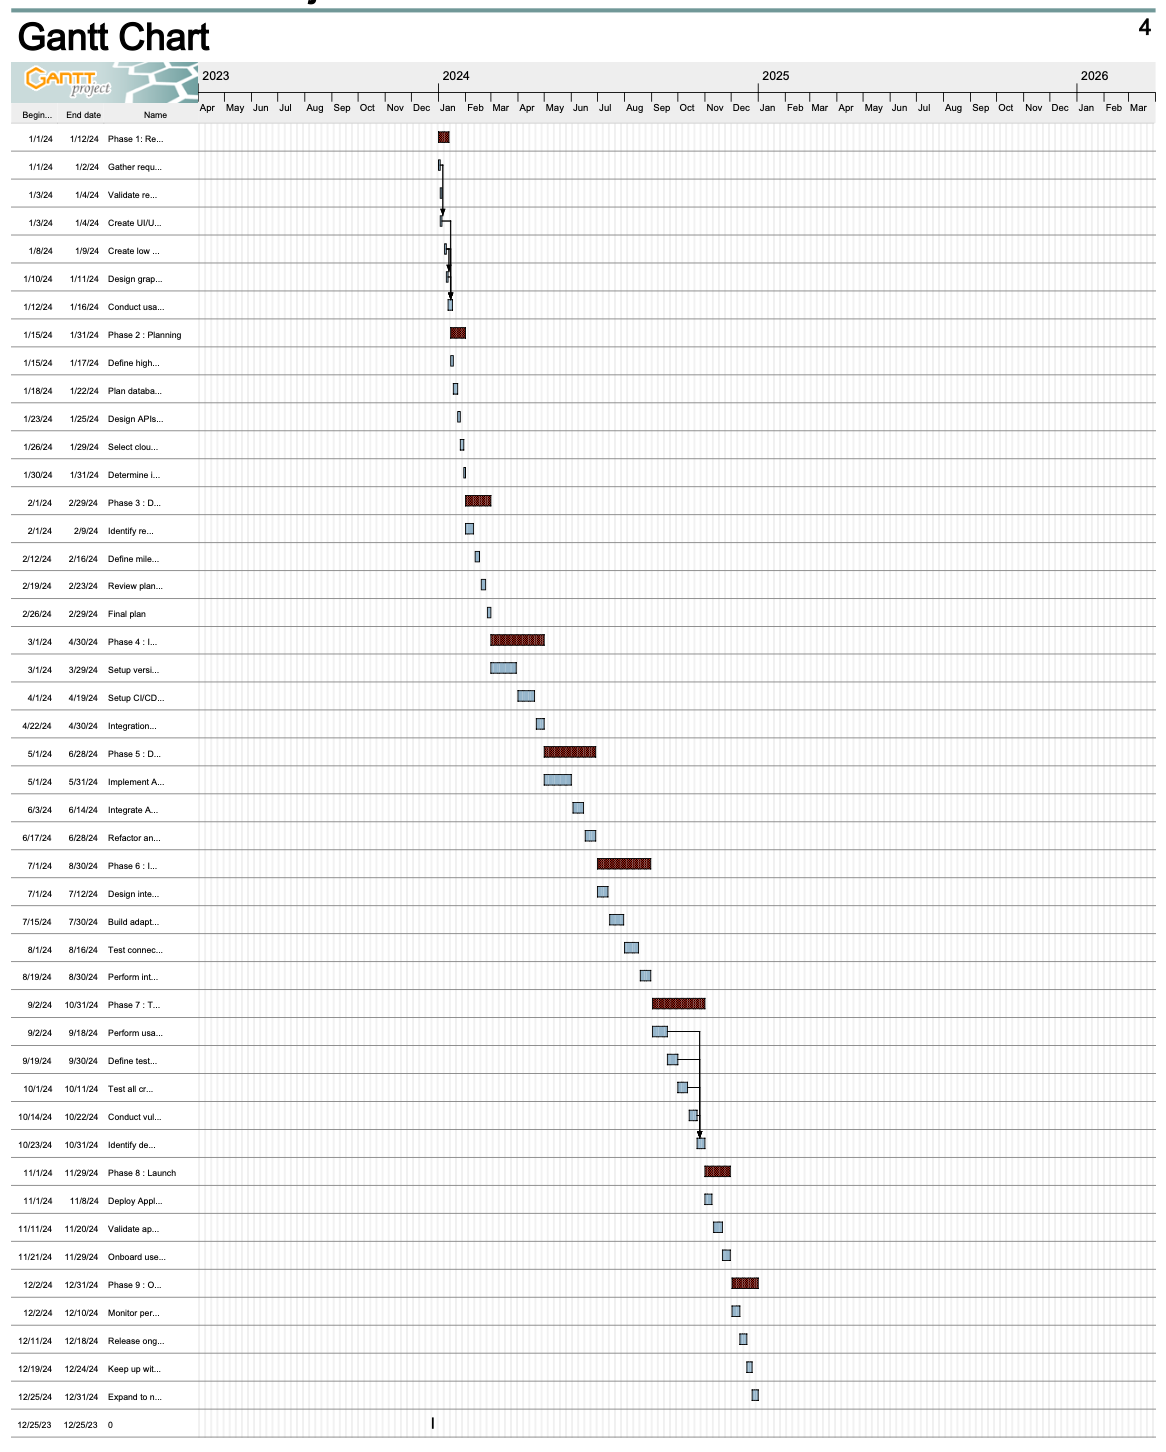 Gantt Chart
4
GANTT
project
2023 2024 2025 2026
Apr May Jun Jul Aug Sep Oct Nov Dec Jan Feb Mar Apr May Jun Jul Aug Sep Oct Nov Dec Jan Feb Mar Apr May Jun Jul Aug Sep Oct Nov Dec Jan Feb Mar
Begin... End date Name
1/1/24 1/12/24 Phase 1: Re...
1/1/24 1/2/24 Gather requ...
1/3/24 1/4/24 Validate re...
1/3/24 1/4/24 Create UI/U...
1/8/24 1/9/24 Create low ...
1/10/24 1/11/24 Design grap...
1/12/24 1/16/24 Conduct usa...
1/15/24 1/31/24 Phase 2 : Planning
1/15/24 1/17/24 Define high...
1/18/24 1/22/24 Plan databa...
1/23/24 1/25/24 Design APIs...
1/26/24 1/29/24 Select clou...
1/30/24 1/31/24 Determine i...
2/1/24 2/29/24 Phase 3 : D...
2/1/24 2/9/24 Identify re...
2/12/24 2/16/24 Define mile...
2/19/24 2/23/24 Review plan...
2/26/24 2/29/24 Final plan
3/1/24 4/30/24 Phase 4 : I...
3/1/24 3/29/24 Setup versi...
4/1/24 4/19/24 Setup CI/CD...
4/22/24 4/30/24 Integration...
5/1/24 6/28/24 Phase 5 : D...
5/1/24 5/31/24 Implement A...
6/3/24 6/14/24 Integrate A...
6/17/24 6/28/24 Refactor an...
7/1/24 8/30/24 Phase 6 : I...
7/1/24 7/12/24 Design inte...
7/15/24 7/30/24 Build adapt...
8/1/24 8/16/24 Test connec...
8/19/24 8/30/24 Perform int...
9/2/24 10/31/24 Phase 7 : T...
9/2/24 9/18/24 Perform usa...
9/19/24 9/30/24 Define test...
10/1/24 10/11/24 Test all cr...
10/14/24 10/22/24 Conduct vul...
10/23/24 10/31/24 Identify de...
11/1/24 11/29/24 Phase 8 : Launch
11/1/24 11/8/24 Deploy Appl...
11/11/24 11/20/24 Validate ap...
11/21/24 11/29/24 Onboard use...
12/2/24 12/31/24 Phase 9 : O...
12/2/24 12/10/24 Monitor per...
12/11/24 12/18/24 Release ong...
12/19/24 12/24/24 Keep up wit...
12/25/24 12/31/24 Expand to n...
12/25/23 12/25/23 0